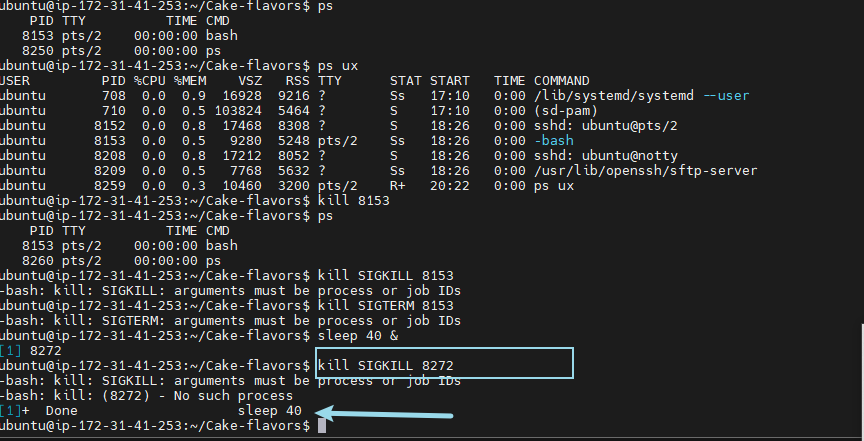 ubuntu@ip-172-31-41-253:~/Cake-flavors$ ps
PID TTY TIME CMD
8153 pts/2 00:00:00 bash
8250 pts/2 00:00:00 ps
ubuntu@ip-172-31-41-253:~/Cake-flavors$ ps ux
USER PID %CPU %MEM VSZ RSS TTY STAT START TIME COMMAND
ubuntu 708 0.0 0.9 16928 9216 ? Ss 17:10 0:00 /lib/systemd/systemd --user
ubuntu 710 0.0 0.5 103824 5464 ? S 17:10 0:00 (sd-pam)
ubuntu 8152 0.0 0.8 17468 8308 ? S 18:26 0:00 sshd: ubuntu@pts/2
ubuntu 8153 0.0 0.5 9280 5248 pts/2 Ss 18:26 0:00 -bash
ubuntu 8208 0.0 0.8 17212 8052 ? S 18:26 0:00 sshd: ubuntu@notty
ubuntu 8209 0.0 0.5 7768 5632 ? Ss 18:26 0:00 /usr/lib/openssh/sftp-server
ubuntu 8259 0.0 0.3 10460 3200 pts/2 R+ 20:22 0:00 ps ux
ubuntu@ip-172-31-41-253:~/Cake-flavors$ kill 8153
ubuntu@ip-172-31-41-253:~/Cake-flavors$ ps
PID TTY TIME CMD
8153 pts/2 00:00:00 bash
8260 pts/2 00:00:00 ps
ubuntu@ip-172-31-41-253:~/Cake-flavors$ kill SIGKILL 8153
-bash: kill: SIGKILL: arguments must be process or job IDs
ubuntu@ip-172-31-41-253:~/Cake-flavors$ kill SIGTERM 8153
-bash: kill: SIGTERM: arguments must be process or job IDs
ubuntu@ip-172-31-41-253:~/Cake-flavors$ sleep 40 &
[1] 8272
ubuntu@ip-172-31-41-253:~/Cake-flavors$ kill SIGKILL 8272
-bash: kill: SIGKILL: arguments must be process or job IDs
-bash: kill: (8272) - No such process
[1]+ Done sleep 40
ubuntu@ip-172-31-41-253:~/Cake-flavors$